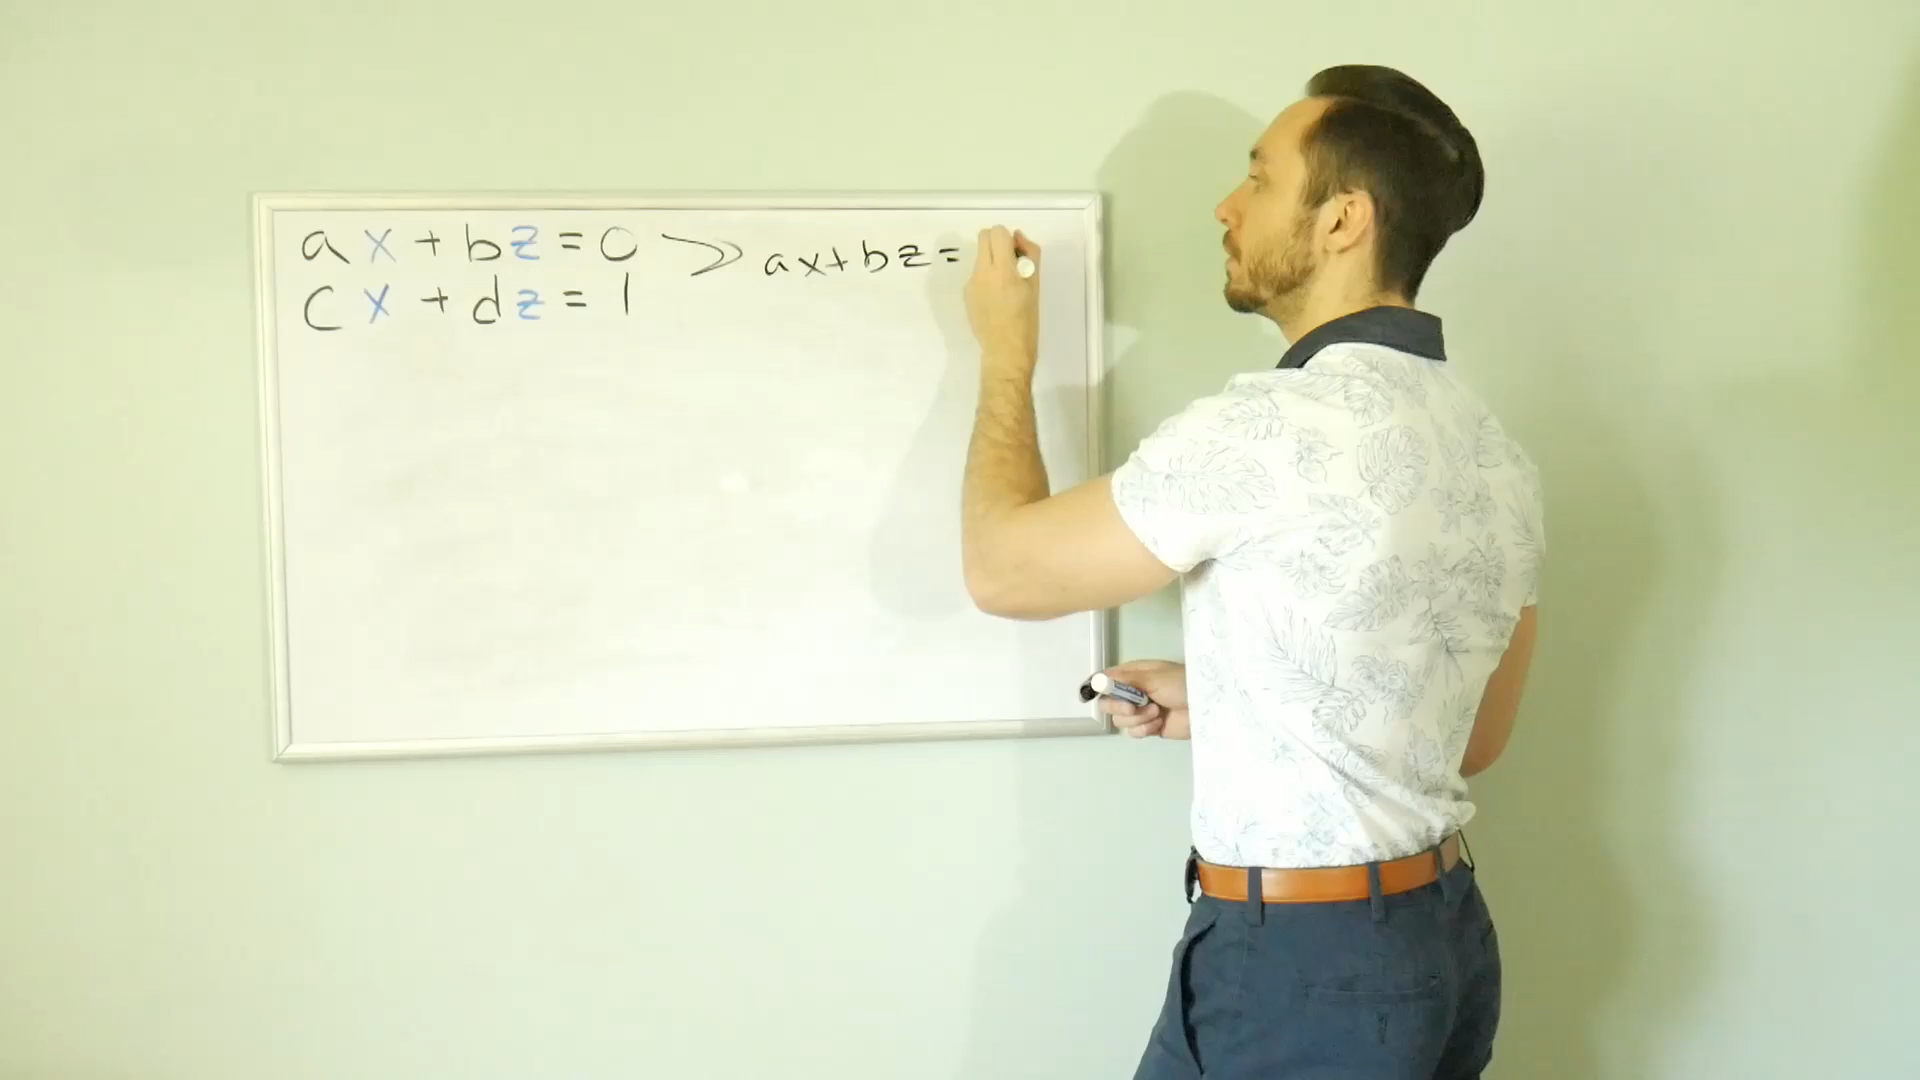 ax + bz = 0 > ax + bz =
cx + dz = 1